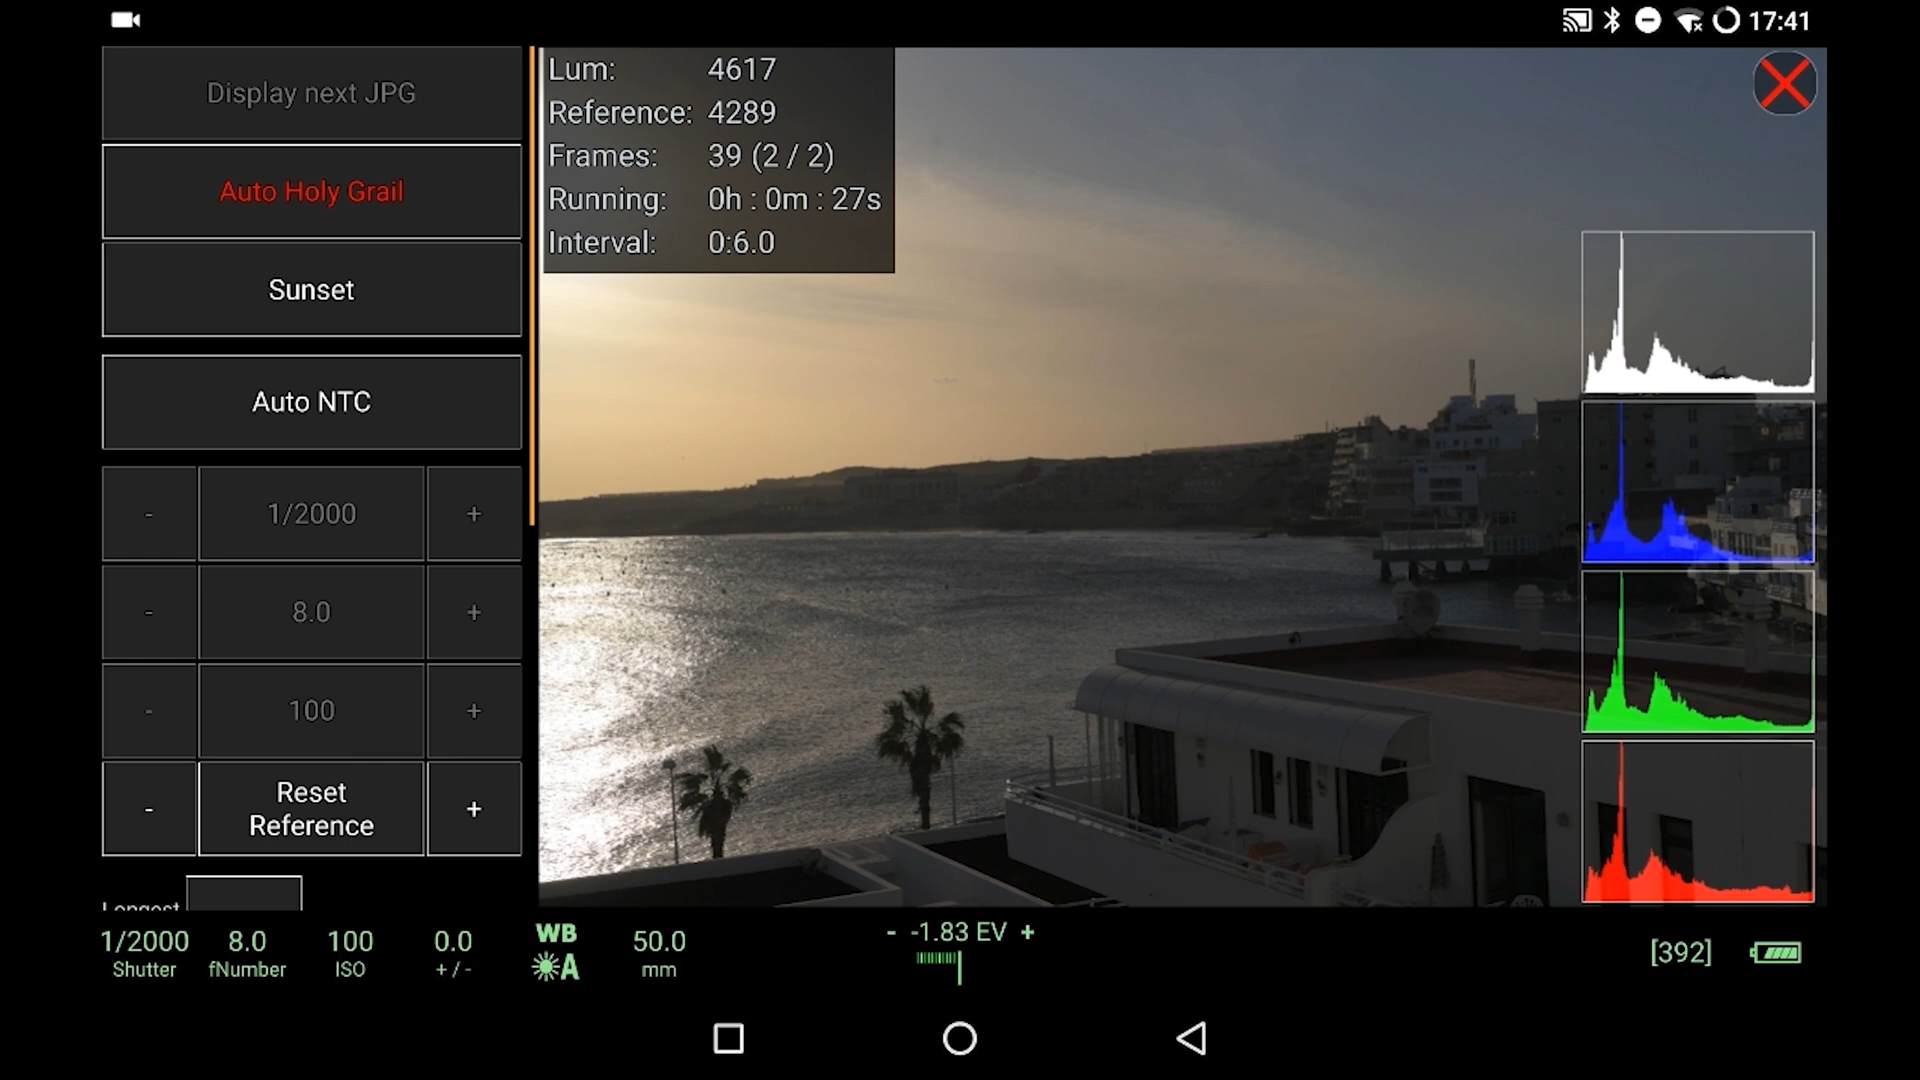 17:41
Display next JPG
Auto Holy Grail
Sunset
Auto NTC
- 1/2000 +
- 8.0 +
- 100 +
- Reset Reference +
Longest
Lum: 4617
Reference: 4289
Frames: 39 (2 / 2)
Running: 0h : 0m : 27s
Interval: 0:6.0
1/2000 Shutter
8.0 fNumber
100 ISO
0.0 + / -
WB
A
50.0 mm
- -1.83 EV +
[392]